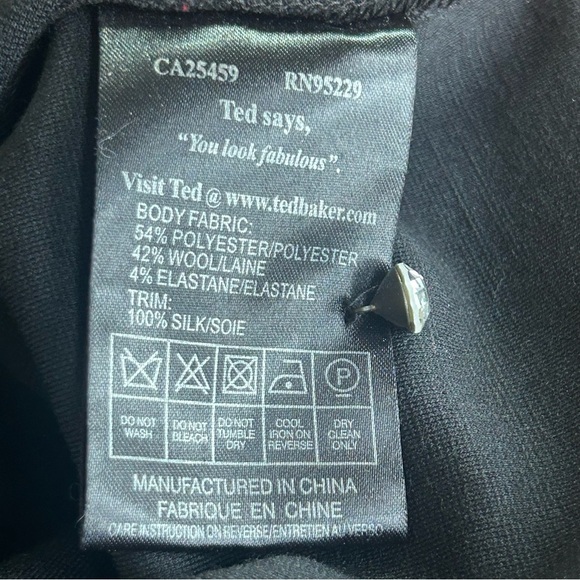 CA25459 RN95229
Ted says,
“You look fabulous”.
Visit Ted @ www.tedbaker.com
BODY FABRIC:
54% POLYESTER/POLYESTER
42% WOOL/LAINE
4% ELASTANE/ELASTANE
TRIM:
100% SILK/SOIE
P
DO NOT WASH
DO NOT BLEACH
DO NOT TUMBLE DRY
COOL IRON ON REVERSE
DRY CLEAN ONLY
MANUFACTURED IN CHINA
FABRIQUE EN CHINE
CARE INSTRUCTION ON REVERSE/ENTRETIEN AU VERSO